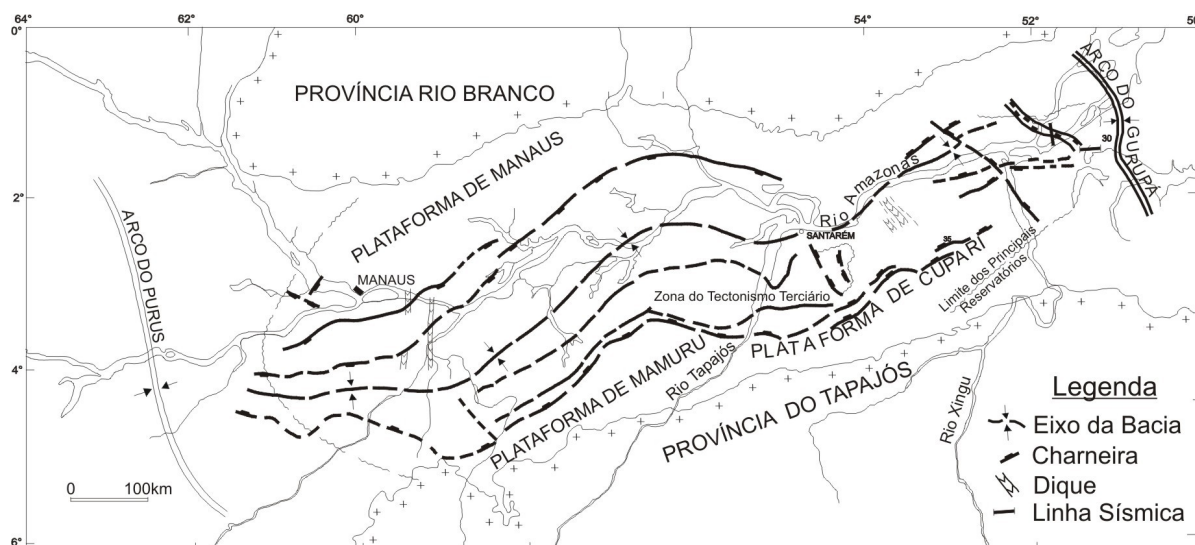 64°
62°
60°
54°
52°
50
0°
2°
4°
6°
PROVÍNCIA RIO BRANCO
PLATAFORMA DE MANAUS
ARCO DO GURUPÁ
30
Rio Amazonas
SANTARÉM
ARCO DO PURUS
MANAUS
35
Zona do Tectonismo Terciário
Limite dos Principais
Reservatórios
PLATAFORMA DE CUPARI
PLATAFORMA DE MAMURU
Rio Tapajós
PROVÍNCIA DO TAPAJÓS
Rio Xingu
0 100km
Legenda
Eixo da Bacia
Charneira
Dique
Linha Sísmica